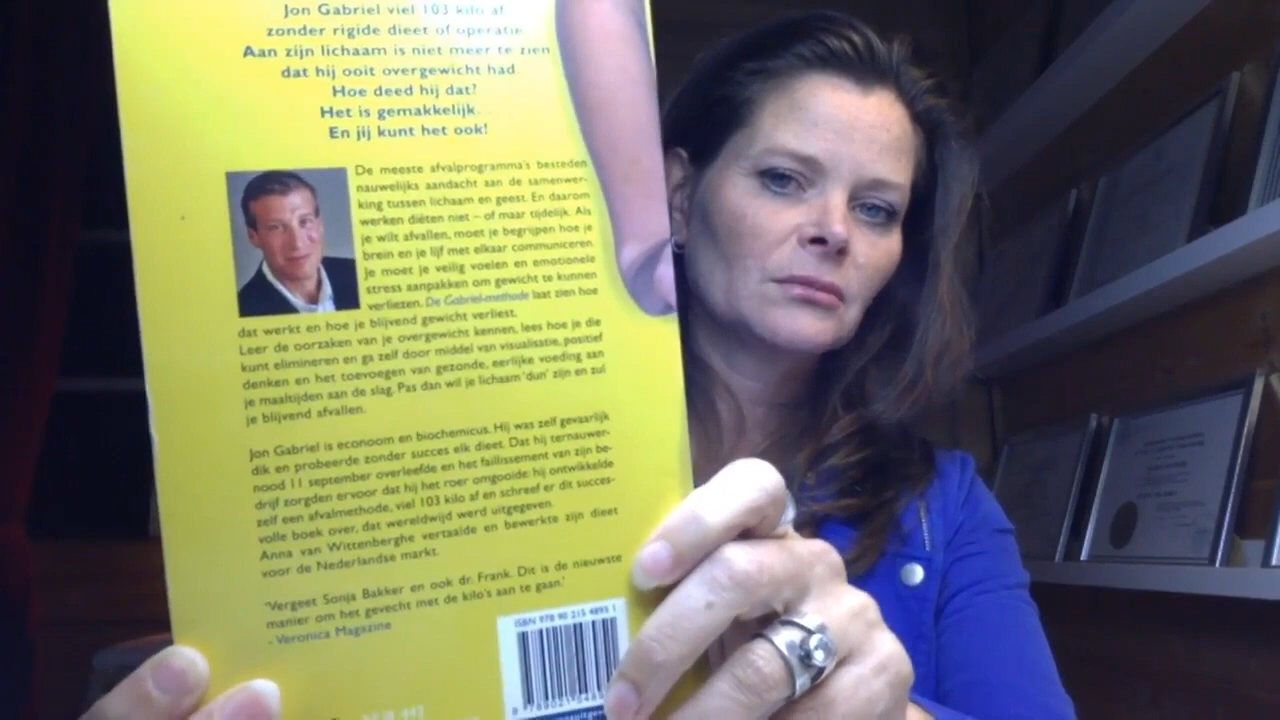 Jon Gabriel viel 103 kilo af
zonder rigide dieet of operatie
Aan zijn lichaam is niet meer te zien
dat hij ooit overgewicht had.
Hoe deed hij dat?
Het is gemakkelijk.
En jij kunt het ook!
De meeste afvalprogramma's besteden
nauwelijks aandacht aan de samenwer-
king tussen lichaam en geest. En daarom
werken diëten niet – of maar tijdelijk. Als
je wilt afvallen, moet je begrijpen hoe je
brein en je lijf met elkaar communiceren.
Je moet je veilig voelen en emotionele
stress aanpakken om gewicht te kunnen
verliezen. De Gabriel-methode laat zien hoe
dat werkt en hoe je blijvend gewicht verliest.
Leer de oorzaken van je overgewicht kennen, lees hoe je die
kunt elimineren en ga zelf door middel van visualisatie, positief
denken en het toevoegen van gezonde, eerlijke voeding aan
je maaltijden aan de slag. Pas dan wil je lichaam 'dun' zijn en zul
je blijvend afvallen.
Jon Gabriel is econoom en biochemicus. Hij was zelf gevaarlijk
dik en probeerde zonder succes elk dieet. Dat hij ternauwer-
nood 11 september overleefde en het faillissement van zijn be-
drijf zorgden ervoor dat hij het roer omgooide: hij ontwikkelde
zelf een afvalmethode, viel 103 kilo af en schreef er dit succes-
volle boek over, dat wereldwijd werd uitgegeven.
Anna van Wittenberghe vertaalde en bewerkte zijn dieet
voor de Nederlandse markt.
'Vergeet Sonja Bakker en ook dr. Frank. Dit is de nieuwste
manier om het gevecht met de kilo's aan te gaan.'
- Veronica Magazine
ISBN 978 90 215 4895 1